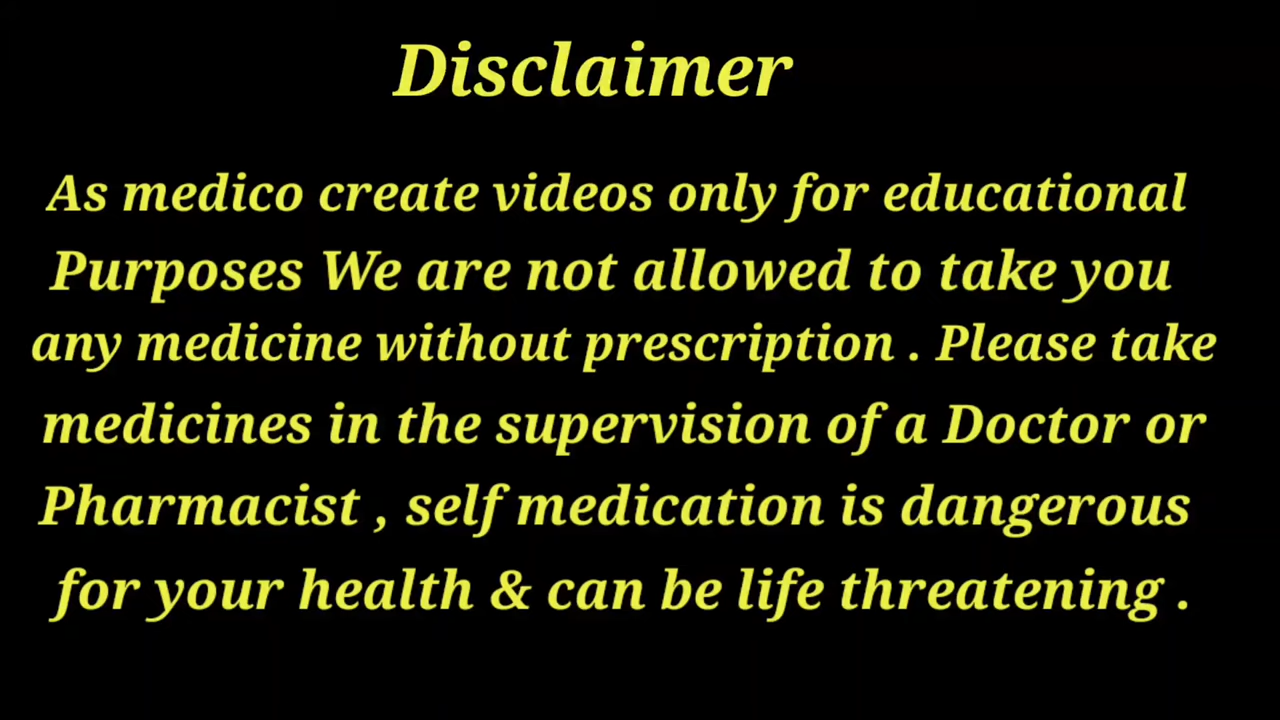 Disclaimer
As medico create videos only for educational
Purposes We are not allowed to take you
any medicine without prescription . Please take
medicines in the supervision of a Doctor or
Pharmacist , self medication is dangerous
for your health & can be life threatening .